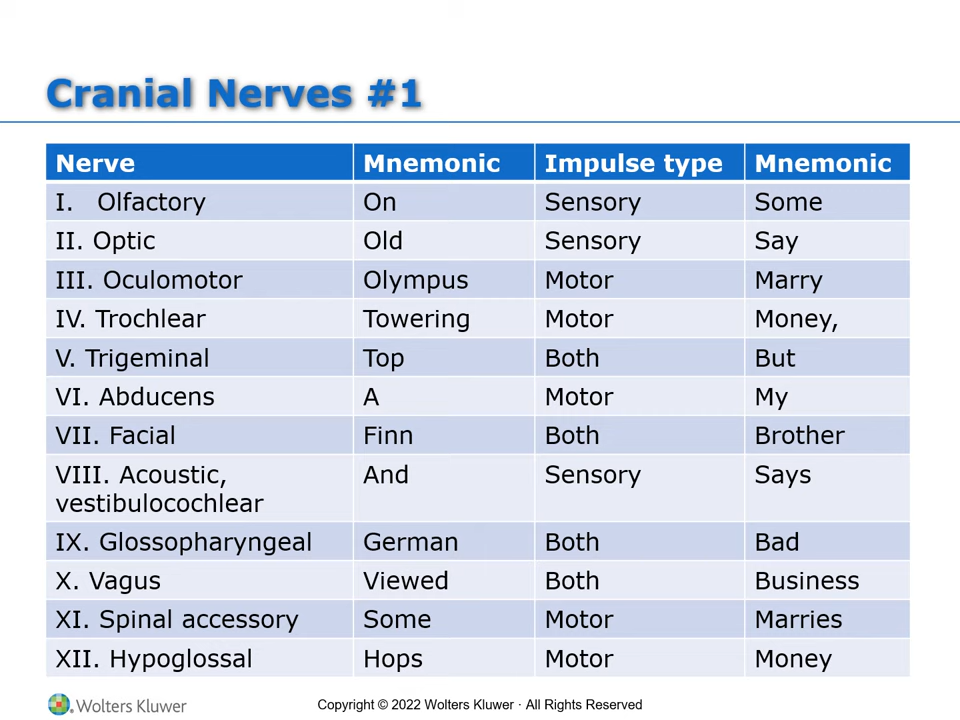 Cranial Nerves #1
Nerve Mnemonic Impulse type Mnemonic
I. Olfactory On Sensory Some
II. Optic Old Sensory Say
III. Oculomotor Olympus Motor Marry
IV. Trochlear Towering Motor Money,
V. Trigeminal Top Both But
VI. Abducens A Motor My
VII. Facial Finn Both Brother
VIII. Acoustic, And Sensory Says
vestibulocochlear
IX. Glossopharyngeal German Both Bad
X. Vagus Viewed Both Business
XI. Spinal accessory Some Motor Marries
XII. Hypoglossal Hops Motor Money
Wolters Kluwer Copyright © 2022 Wolters Kluwer · All Rights Reserved